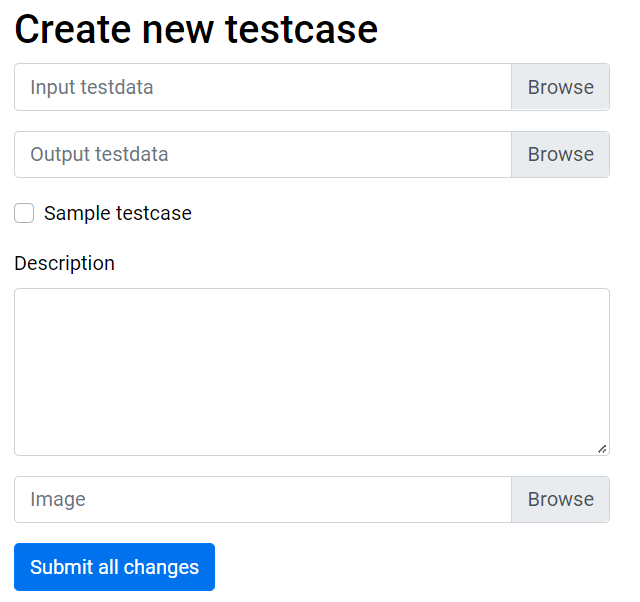 Create new testcase
Input testdata Browse
Output testdata Browse
Sample testcase
Description
Image Browse
Submit all changes